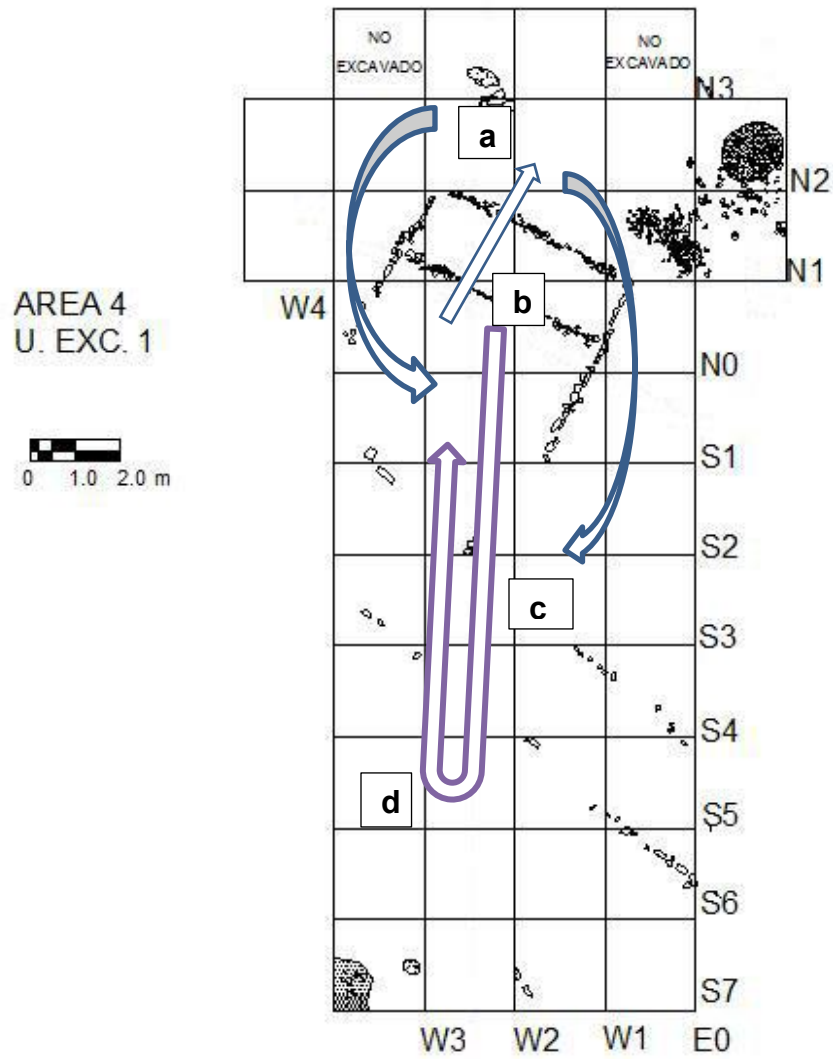 NO
EXCAVADO
NO
EXCAVADO
N3
a
N2
N1
b
W4
AREA 4
U. EXC. 1
N0
S1
0 1.0 2.0 m
S2
c
S3
S4
d
S5
S6
S7
W3 W2 W1 E0